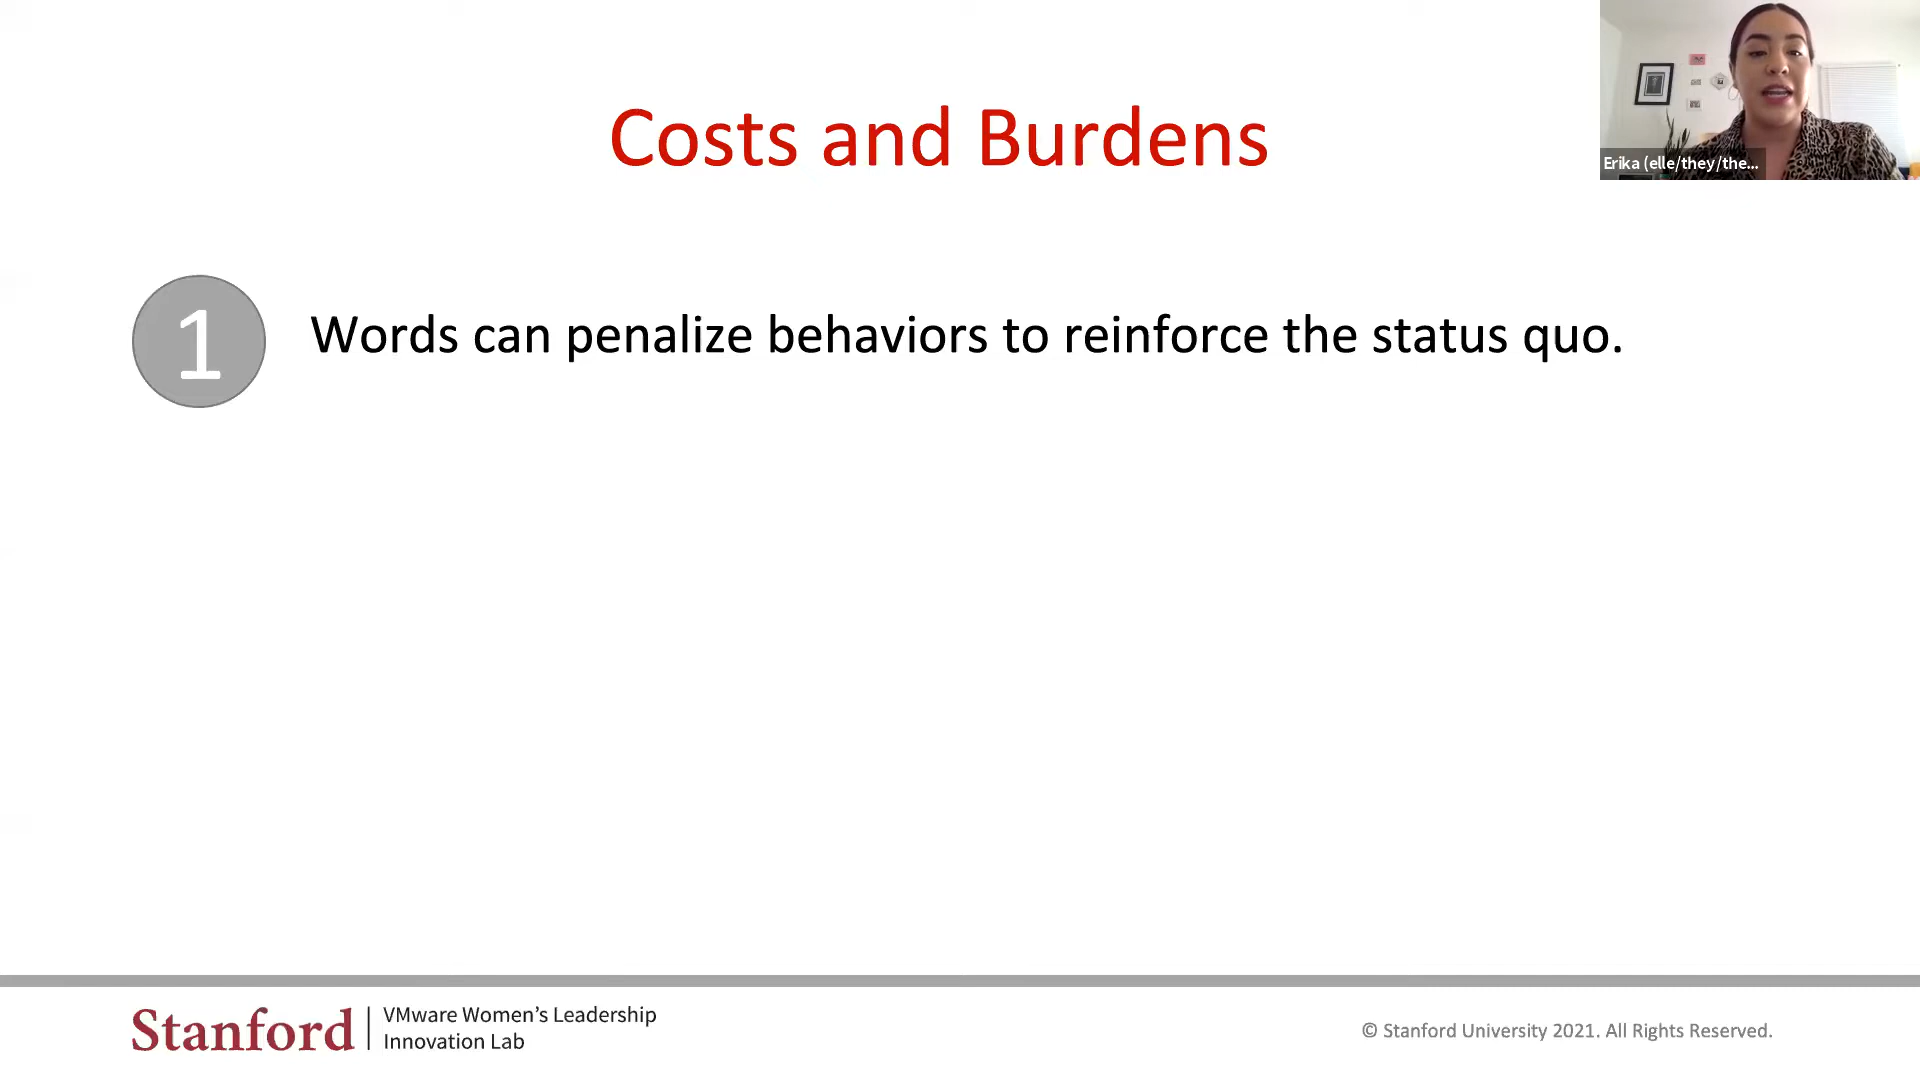 Costs and Burdens
Erika (elle/they/the...
1
Words can penalize behaviors to reinforce the status quo.
Stanford
VMware Women's Leadership
Innovation Lab
© Stanford University 2021. All Rights Reserved.